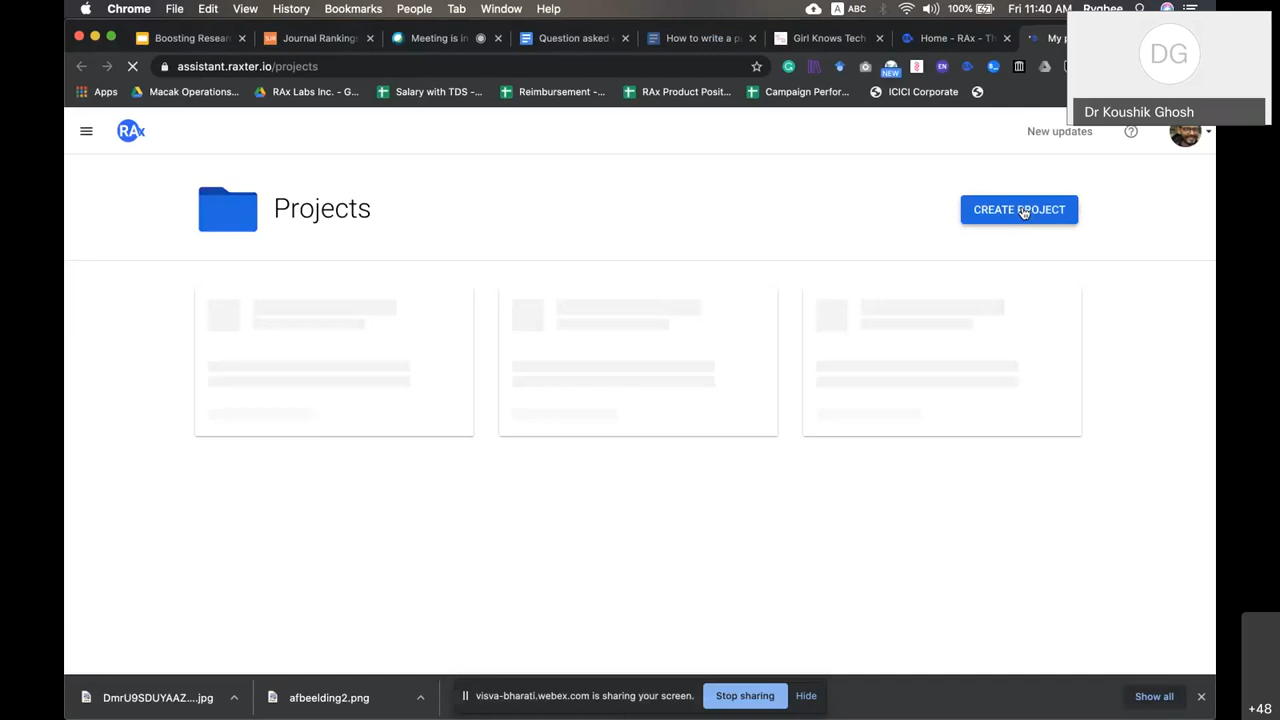 Chrome File Edit View History Bookmarks People Tab Window Help A ABC 100% Fri 11:40 AM Rygbee
Boosting Resear Journal Ranking Meeting is i Question asked How to write a p Girl Knows Tech Home - RAx - Th My p
assistant.raxter.io/projects NEW EN
Apps Macak Operations... RAx Labs Inc. - G... Salary with TDS -... Reimbursement -... RAx Product Posit... Campaign Perfor... ICICI Corporate
DG
Dr Koushik Ghosh
RAx New updates
Projects
CREATE PROJECT
DmrU9SDUYAAZ....jpg afbeelding2.png visva-bharati.webex.com is sharing your screen. Stop sharing Hide Show all
+48